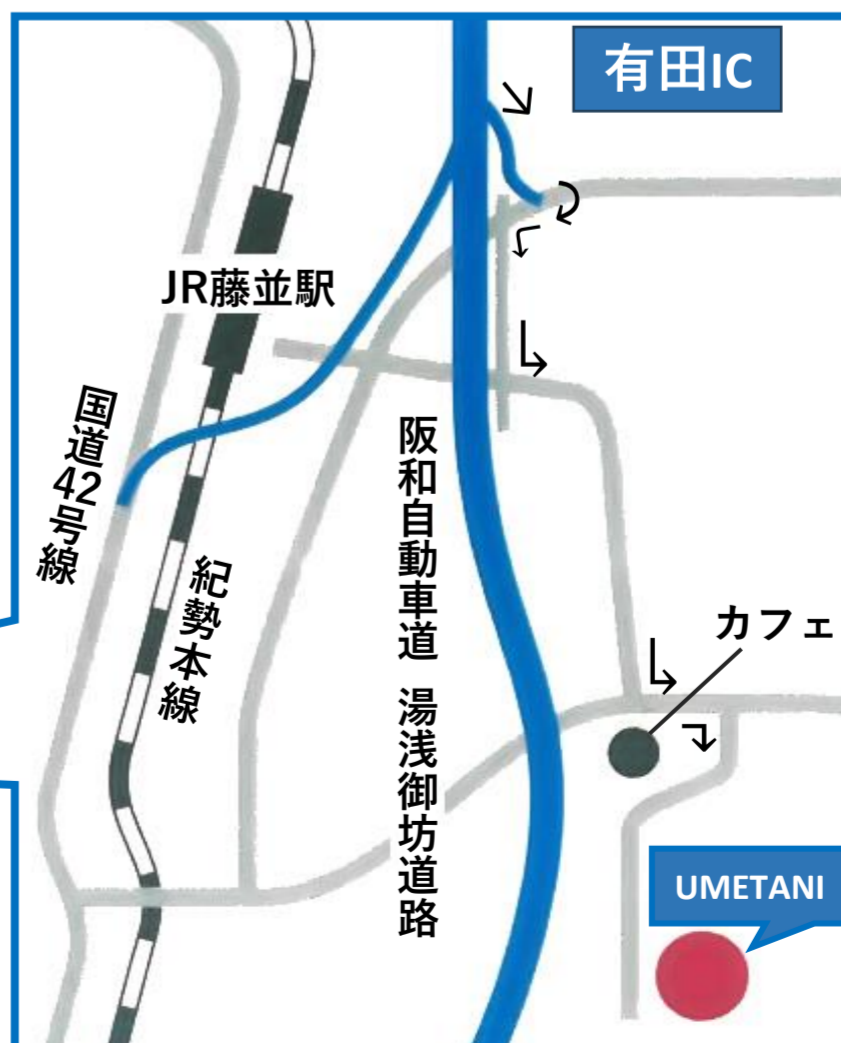 有田IC
JR藤並駅
国道42号線
紀勢本線
阪和自動車道 湯浅御坊道路
カフェ
UMETANI